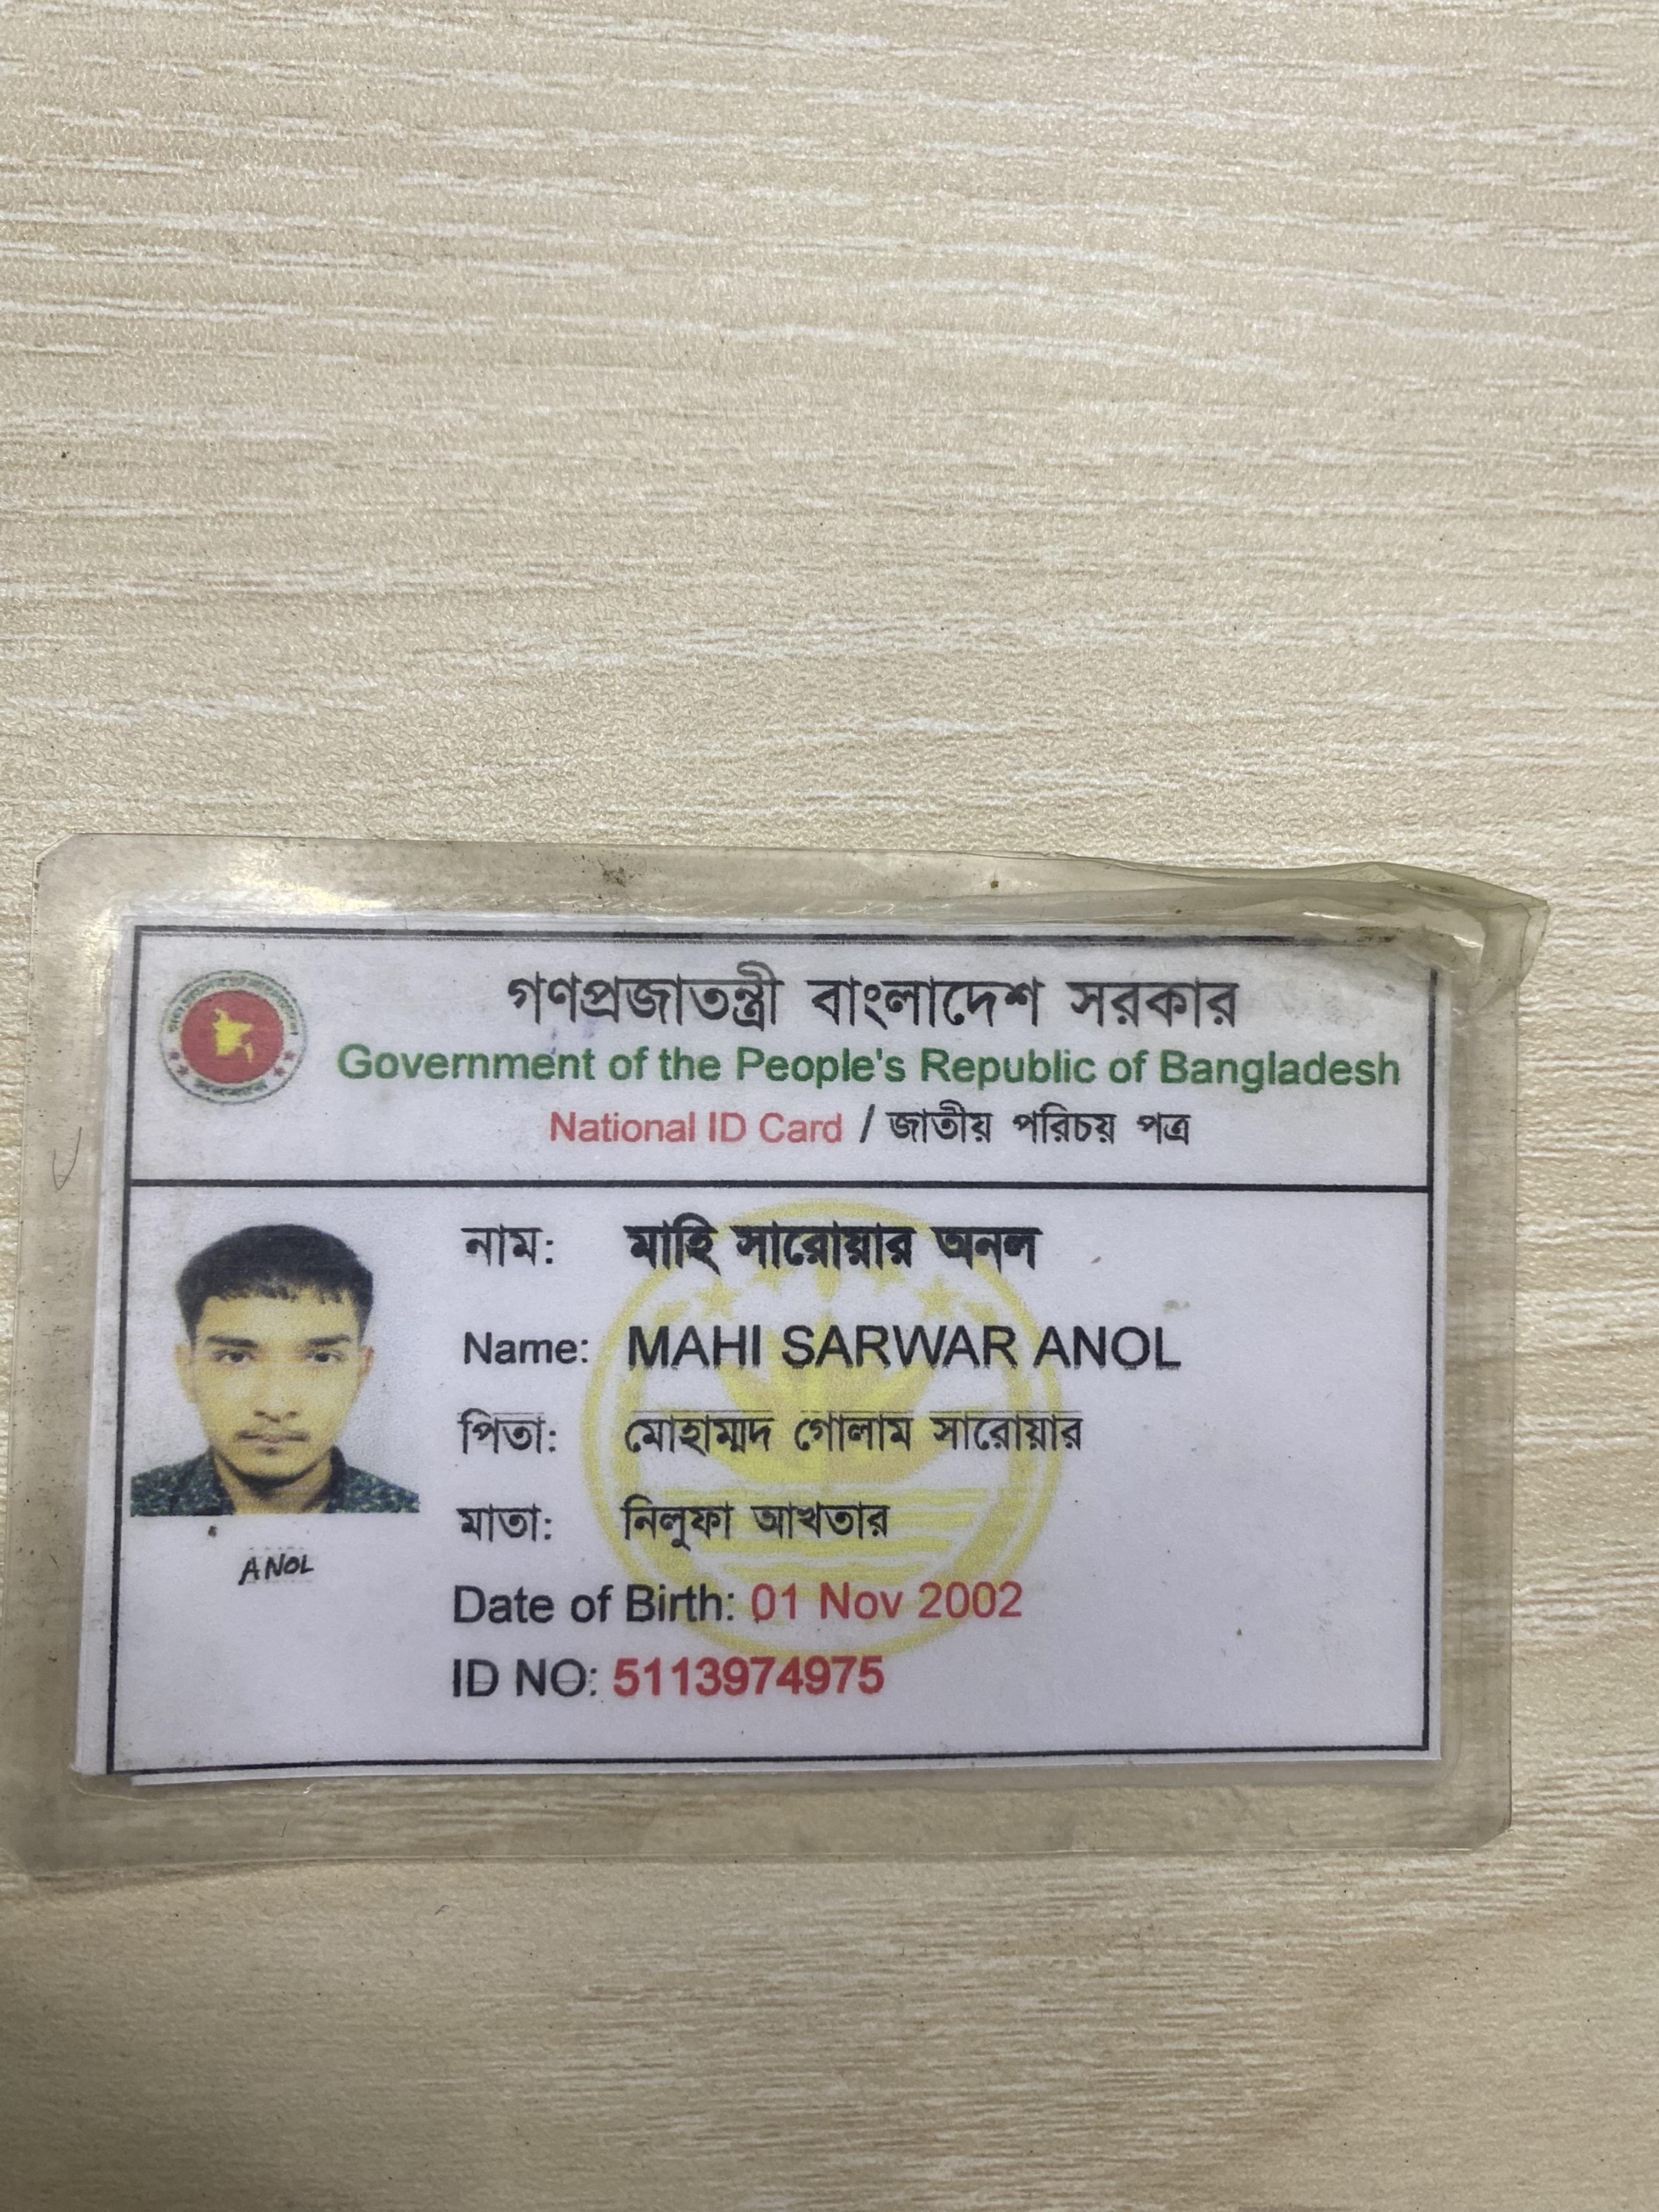 গণপ্রজাতন্ত্রী বাংলাদেশ সরকার
Government of the People's Republic of Bangladesh
National ID Card / জাতীয় পরিচয় পত্র
নাম: মাহি সারোয়ার অনল
Name: MAHI SARWAR ANOL
পিতা: মোহাম্মদ গোলাম সারোয়ার
মাতা: নিলুফা আখতার
ANOL
Date of Birth: 01 Nov 2002
ID NO: 5113974975